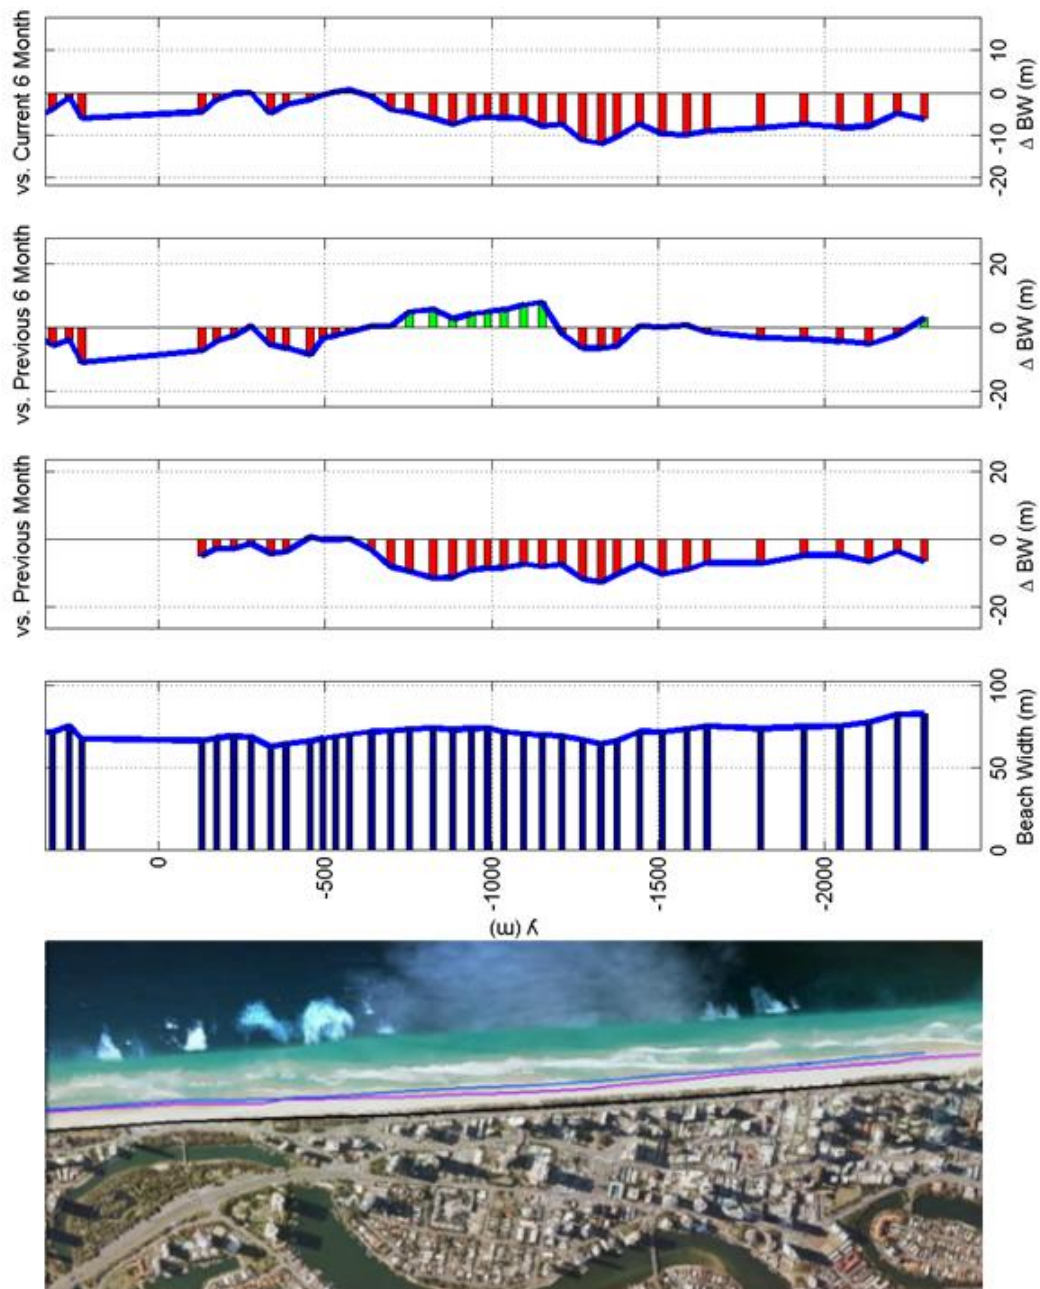 vs. Current 6 Month
10
0
-10
-20
Δ BW (m)
vs. Previous 6 Month
20
0
-20
Δ BW (m)
vs. Previous Month
20
0
-20
Δ BW (m)
100
50
0
Beach Width (m)
0
-500
-1000
-1500
-2000
y (m)